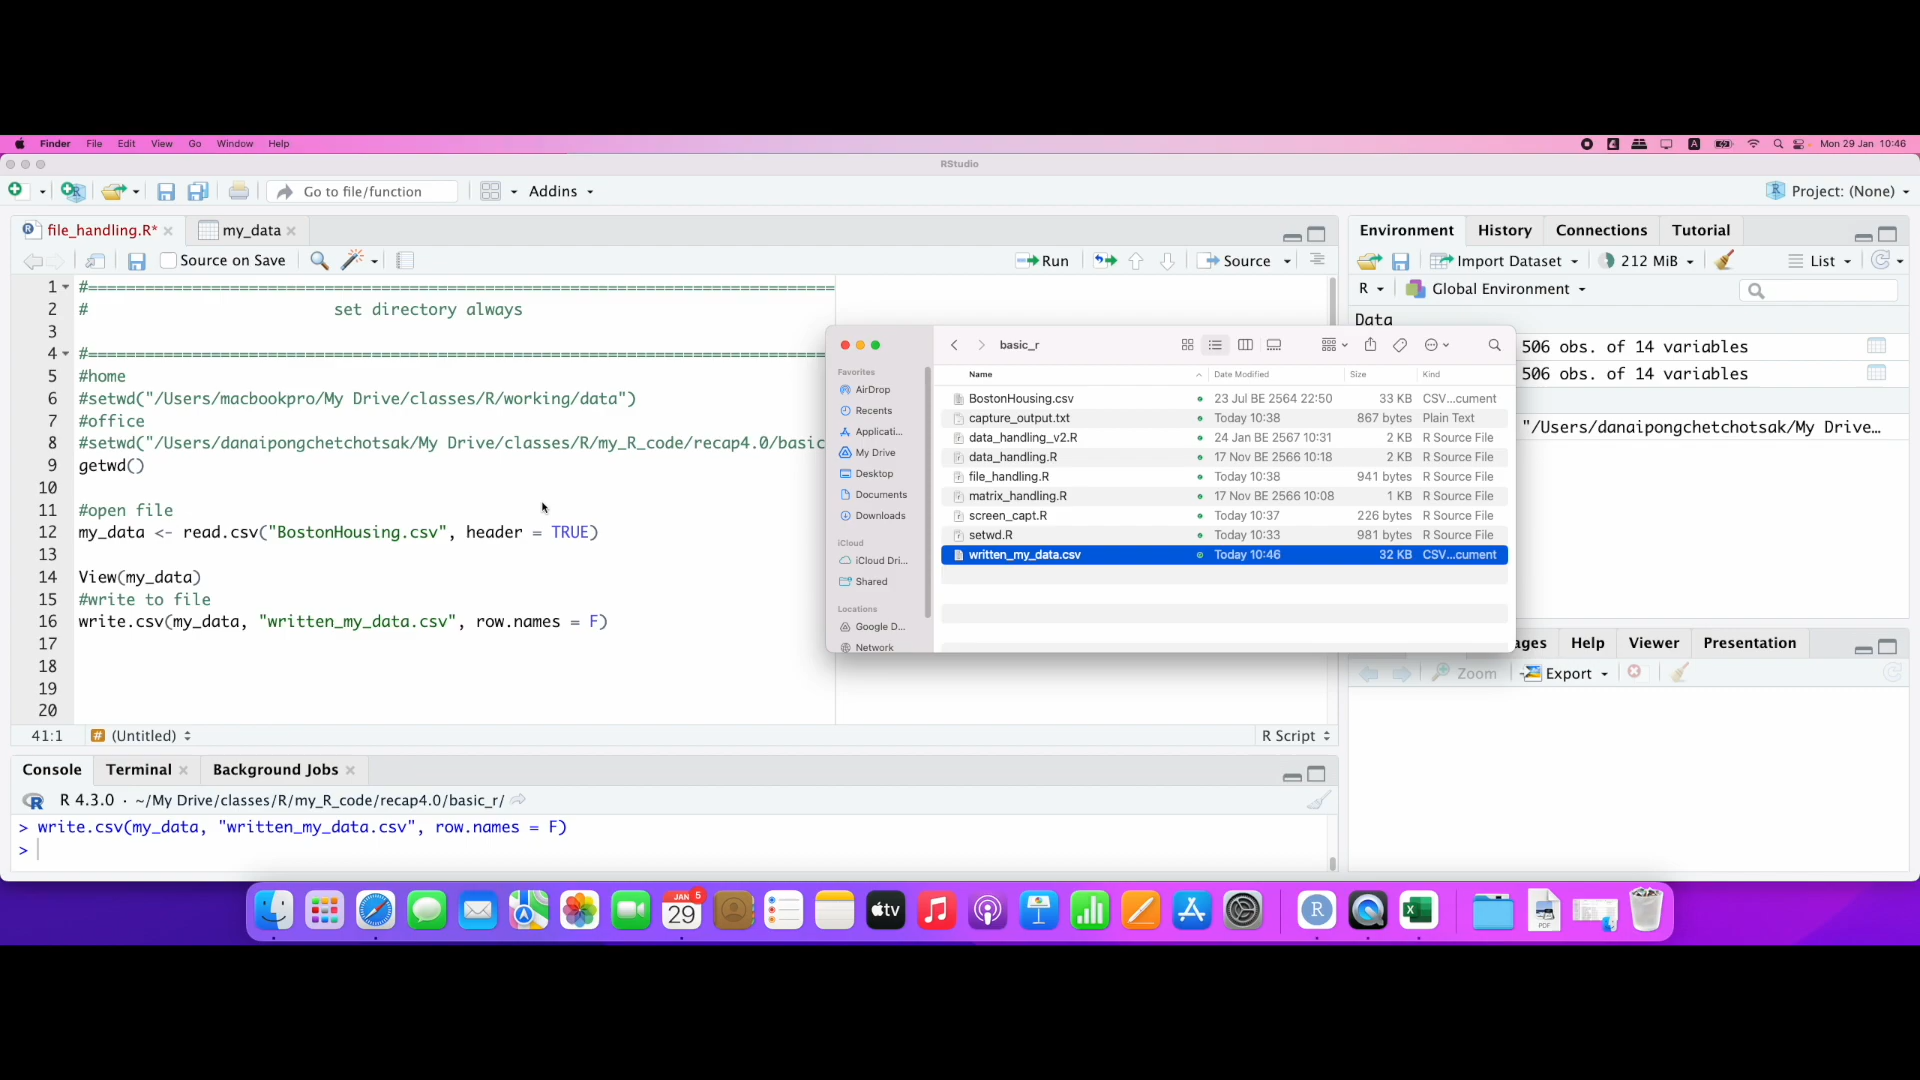 Finder File Edit View Go Window Help Mon 29 Jan 10:46
RStudio
Go to file/function Addins Project: (None)
file_handling.R* my_data
Source on Save Run Source
1 #==============================================================================
2 # set directory always
3
4 #==============================================================================
5 #home
6 #setwd("/Users/macbookpro/My Drive/classes/R/working/data")
7 #office
8 #setwd("/Users/danaipongchetchotsak/My Drive/classes/R/my_R_code/recap4.0/basic
9 getwd()
10
11 #open file
12 my_data <- read.csv("BostonHousing.csv", header = TRUE)
13
14 View(my_data)
15 #write to file
16 write.csv(my_data, "written_my_data.csv", row.names = F)
17
18
19
20
41:1 (Untitled) R Script
Console Terminal Background Jobs
R 4.3.0 · ~/My Drive/classes/R/my_R_code/recap4.0/basic_r/
> write.csv(my_data, "written_my_data.csv", row.names = F)
>
basic_r
Favorites
AirDrop
Recents
Applicati...
My Drive
Desktop
Documents
Downloads
iCloud
iCloud Dri...
Shared
Locations
Google D...
Network
Name Date Modified Size Kind
BostonHousing.csv 23 Jul BE 2564 22:50 33 KB CSV...cument
capture_output.txt Today 10:38 867 bytes Plain Text
data_handling_v2.R 24 Jan BE 2567 10:31 2 KB R Source File
data_handling.R 17 Nov BE 2566 10:18 2 KB R Source File
file_handling.R Today 10:38 941 bytes R Source File
matrix_handling.R 17 Nov BE 2566 10:08 1 KB R Source File
screen_capt.R Today 10:37 226 bytes R Source File
setwd.R Today 10:33 981 bytes R Source File
written_my_data.csv Today 10:46 32 KB CSV...cument
Environment History Connections Tutorial
Import Dataset 212 MiB List
R Global Environment
Data
506 obs. of 14 variables
506 obs. of 14 variables
"/Users/danaipongchetchotsak/My Drive…
ages Help Viewer Presentation
Zoom Export
JAN 5
29
tv
R
X
PDF